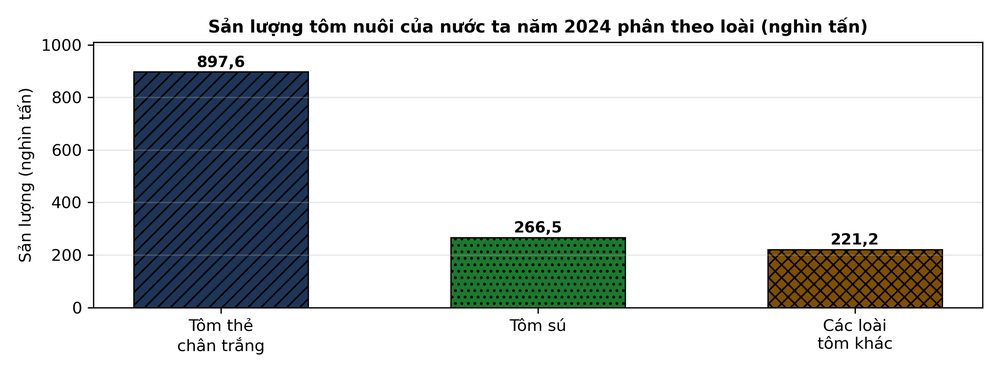 Sản lượng tôm nuôi của nước ta năm 2024 phân theo loài (nghìn tấn)
Sản lượng (nghìn tấn)
1000
800
600
400
200
0
897,6
266,5
221,2
Tôm thẻ
chân trắng
Tôm sú
Các loài
tôm khác